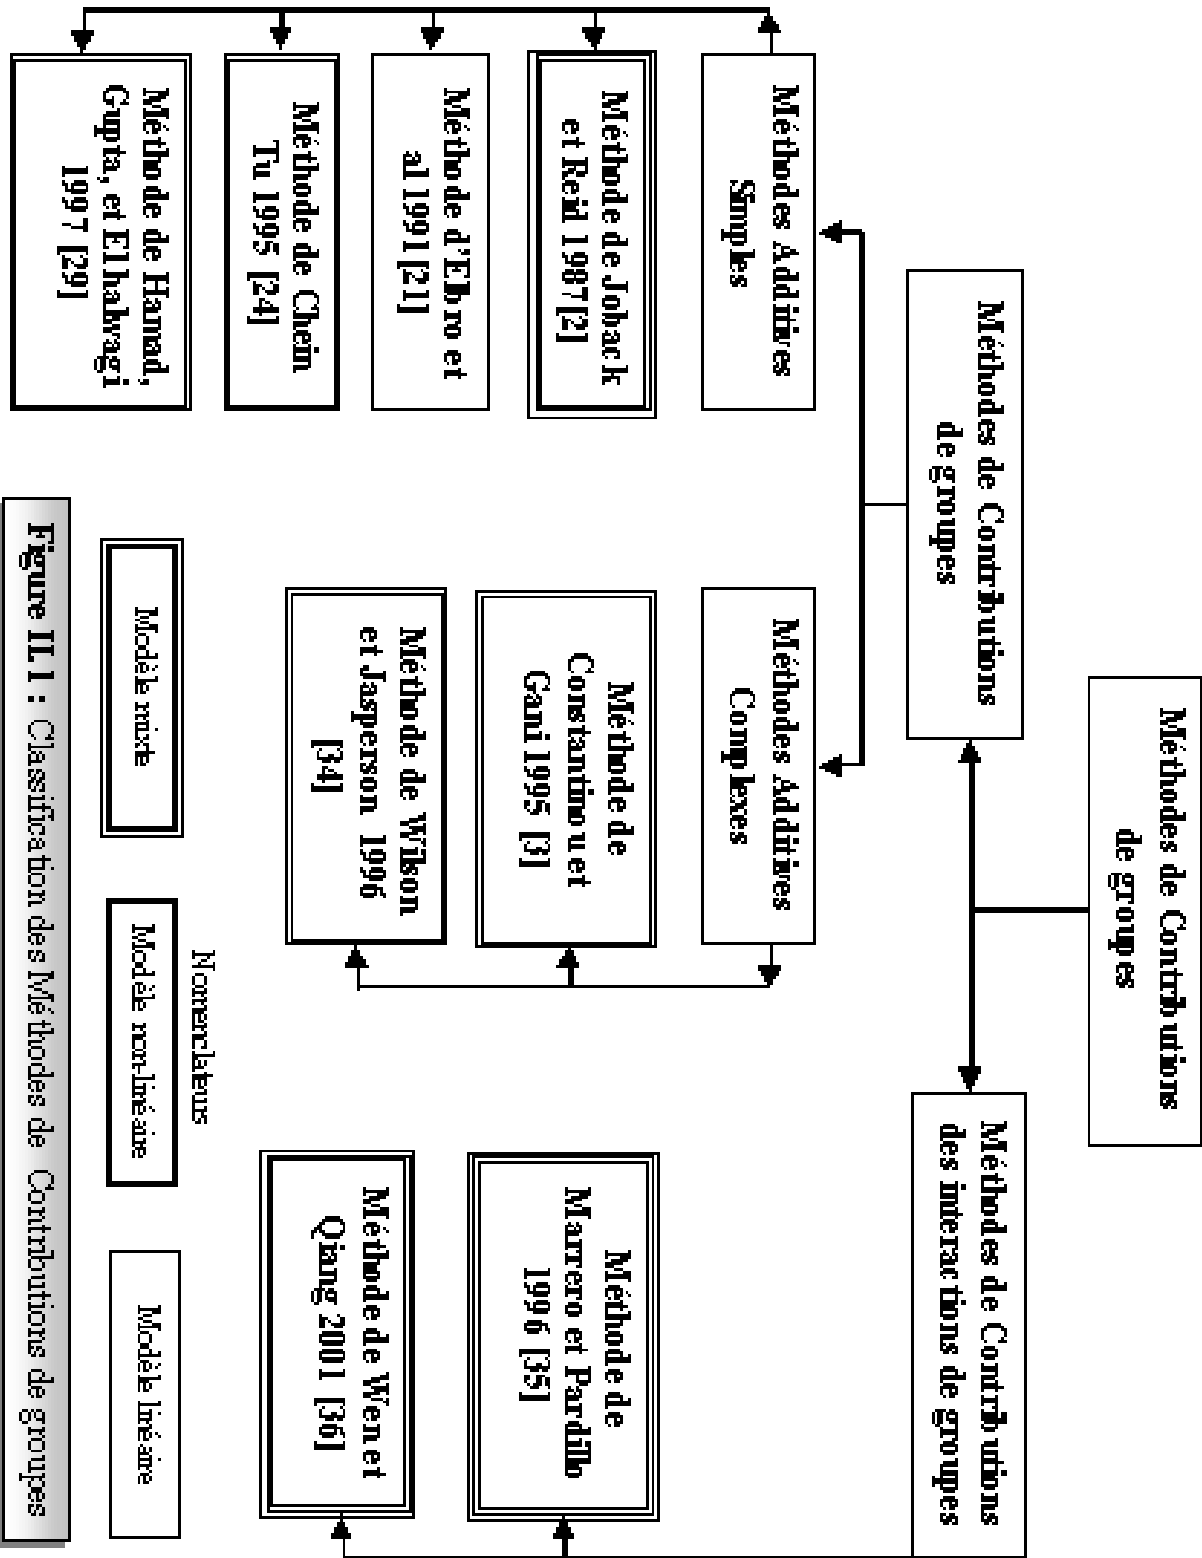 Méthodes de Contributions
de groupes
Méthodes de Contributions
de groupes
Méthodes de Contributions
des interactions de groupes
Méthodes Additives
Simples
Méthodes Additives
Complexes
Méthode de Joback
et Reid 1987[2]
Méthode d'Elbro et
al 1991[21]
Méthode de Chein
Tu 1995 [24]
Méthode de Hamad,
Gupta, et Elhalwagi
1997 [29]
Méthode de
Constantinou et
Gani 1995 [3]
Méthode de Wilson
et Jasperson 1996
[34]
Méthode de
Marrero et Pardillo
1996 [35]
Méthode de Wen et
Qiang 2001 [36]
Nomenclateurs
Modèle mixte
Modèle non-linéaire
Modèle linéaire
Figure II.1 : Classification des Méthodes de Contributions de groupes